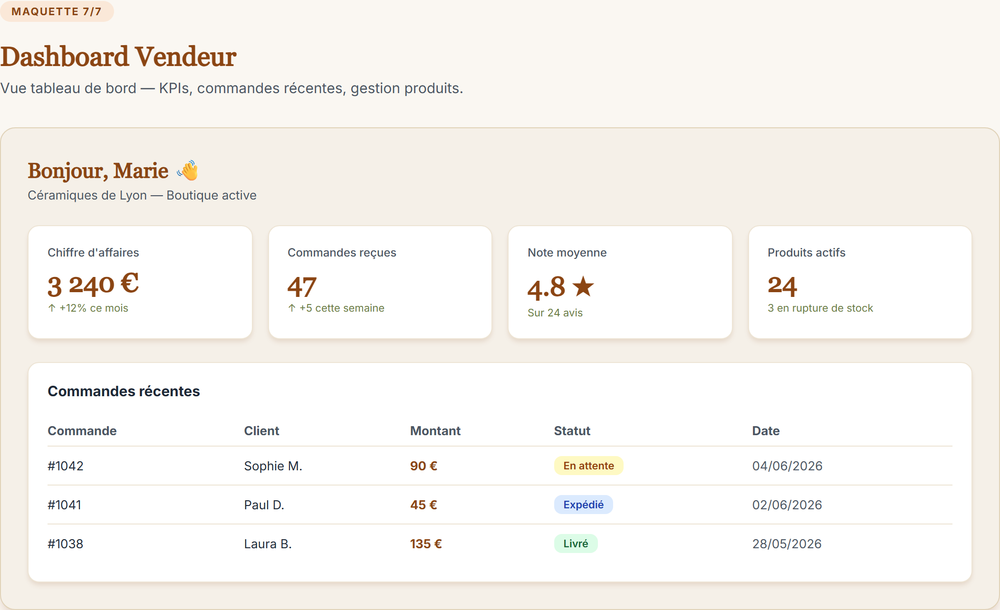 MAQUETTE 7/7
Dashboard Vendeur
Vue tableau de bord — KPIs, commandes récentes, gestion produits.
Bonjour, Marie 👋
Céramiques de Lyon — Boutique active
Chiffre d'affaires
3 240 €
↑ +12% ce mois
Commandes reçues
47
↑ +5 cette semaine
Note moyenne
4.8 ★
Sur 24 avis
Produits actifs
24
3 en rupture de stock
Commandes récentes
Commande Client Montant Statut Date
#1042 Sophie M. 90 € En attente 04/06/2026
#1041 Paul D. 45 € Expédié 02/06/2026
#1038 Laura B. 135 € Livré 28/05/2026